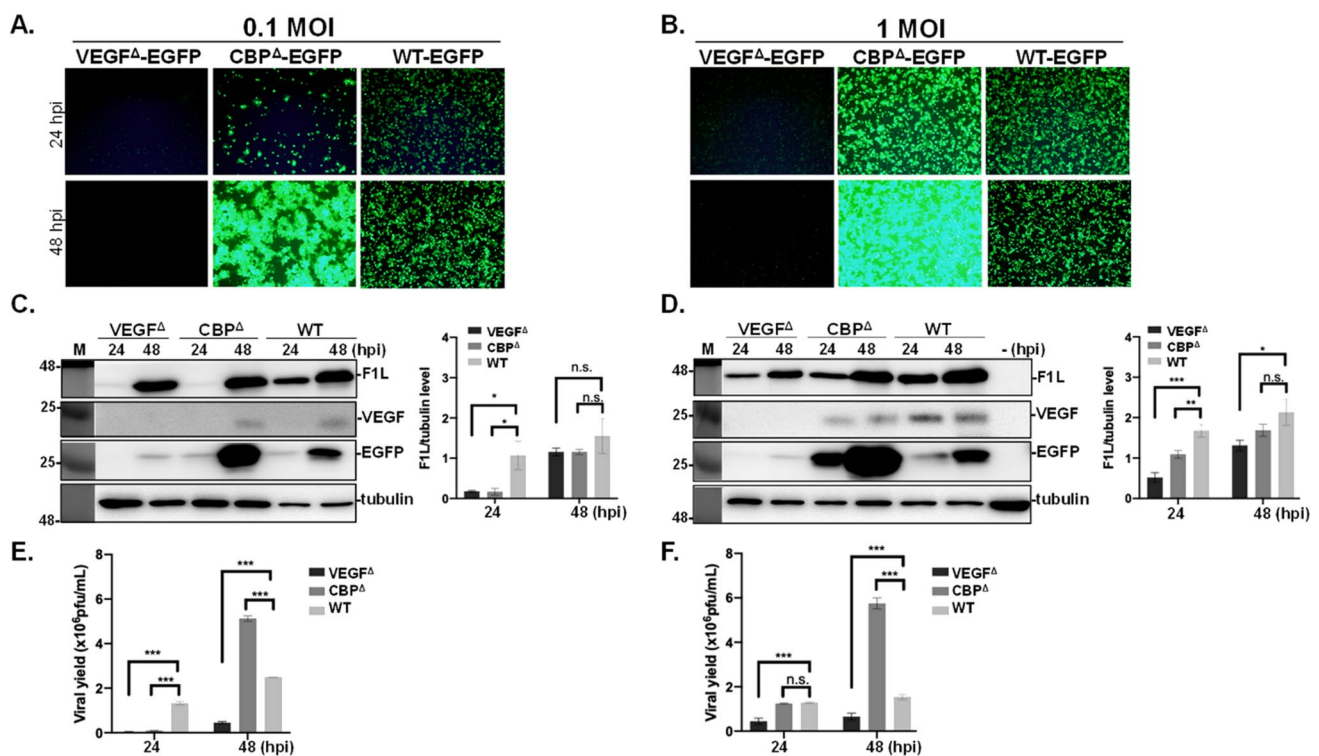 A.
0.1 MOI
VEGFΔ-EGFP CBPΔ-EGFP WT-EGFP
24 hpi
48 hpi
B.
1 MOI
VEGFΔ-EGFP CBPΔ-EGFP WT-EGFP
C.
VEGFΔ CBPΔ WT
M 24 48 24 48 24 48 (hpi)
48- -F1L
25- -VEGF
25- -EGFP
48- -tubulin
F1L/tubulin level
4
3
2
1
0
VEGFΔ
CBPΔ
WT
* * n.s. n.s.
24 48 (hpi)
D.
VEGFΔ CBPΔ WT
M 24 48 24 48 24 48 - (hpi)
48- -F1L
25- -VEGF
25- -EGFP
48- -tubulin
F1L/tubulin level
4
3
2
1
0
VEGFΔ
CBPΔ
WT
*** ** * n.s.
24 48 (hpi)
E.
Viral yield (x10⁶pfu/mL)
8
6
4
2
0
*** *** *** ***
VEGFΔ
CBPΔ
WT
24 48 (hpi)
F.
Viral yield (x10⁶pfu/mL)
8
6
4
2
0
*** n.s. *** ***
VEGFΔ
CBPΔ
WT
24 48 (hpi)